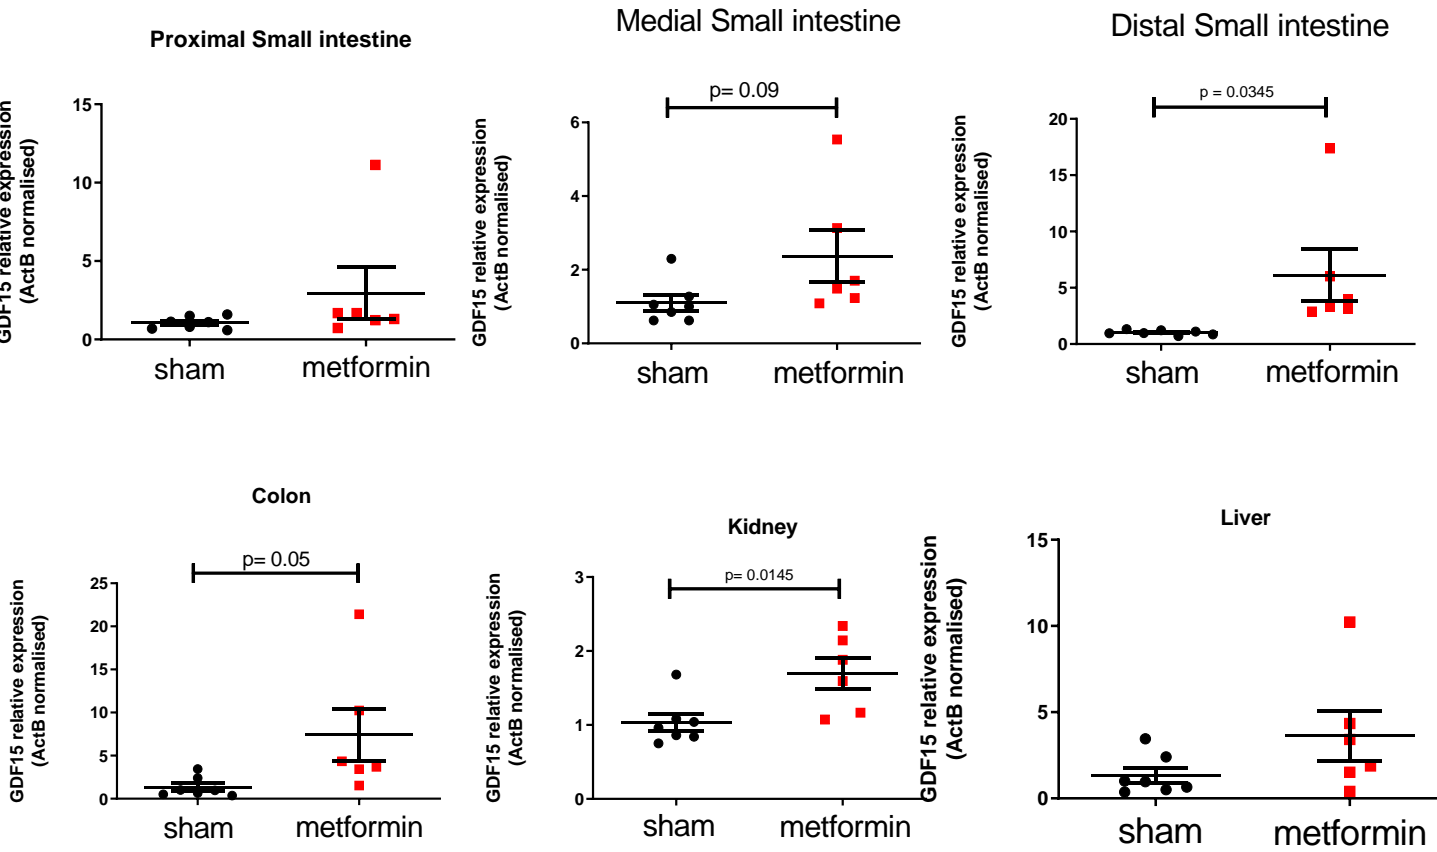 Proximal Small intestine
GDF15 relative expression
(ActB normalised)
15
10
5
0
sham
metformin
Medial Small intestine
p= 0.09
GDF15 relative expression
(ActB normalised)
6
4
2
0
sham
metformin
Distal Small intestine
p = 0.0345
GDF15 relative expression
(ActB normalised)
20
15
10
5
0
sham
metformin
Colon
p= 0.05
GDF15 relative expression
(ActB normalised)
25
20
15
10
5
0
sham
metformin
Kidney
p= 0.0145
GDF15 relative expression
(ActB normalised)
3
2
1
0
sham
metformin
Liver
GDF15 relative expression
(ActB normalised)
15
10
5
0
sham
metformin